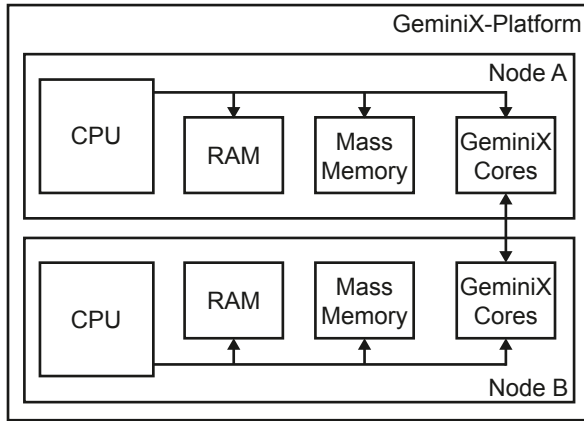 GeminiX-Platform
Node A
CPU
RAM
Mass
Memory
GeminiX
Cores
CPU
RAM
Mass
Memory
GeminiX
Cores
Node B